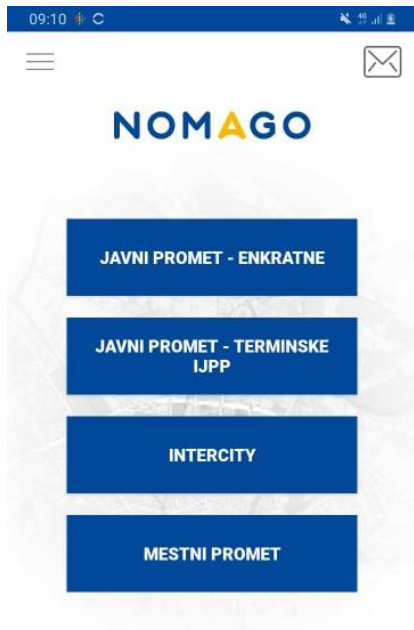 09:10
NOMAGO
JAVNI PROMET - ENKRATNE
JAVNI PROMET - TERMINSKE
IJPP
INTERCITY
MESTNI PROMET